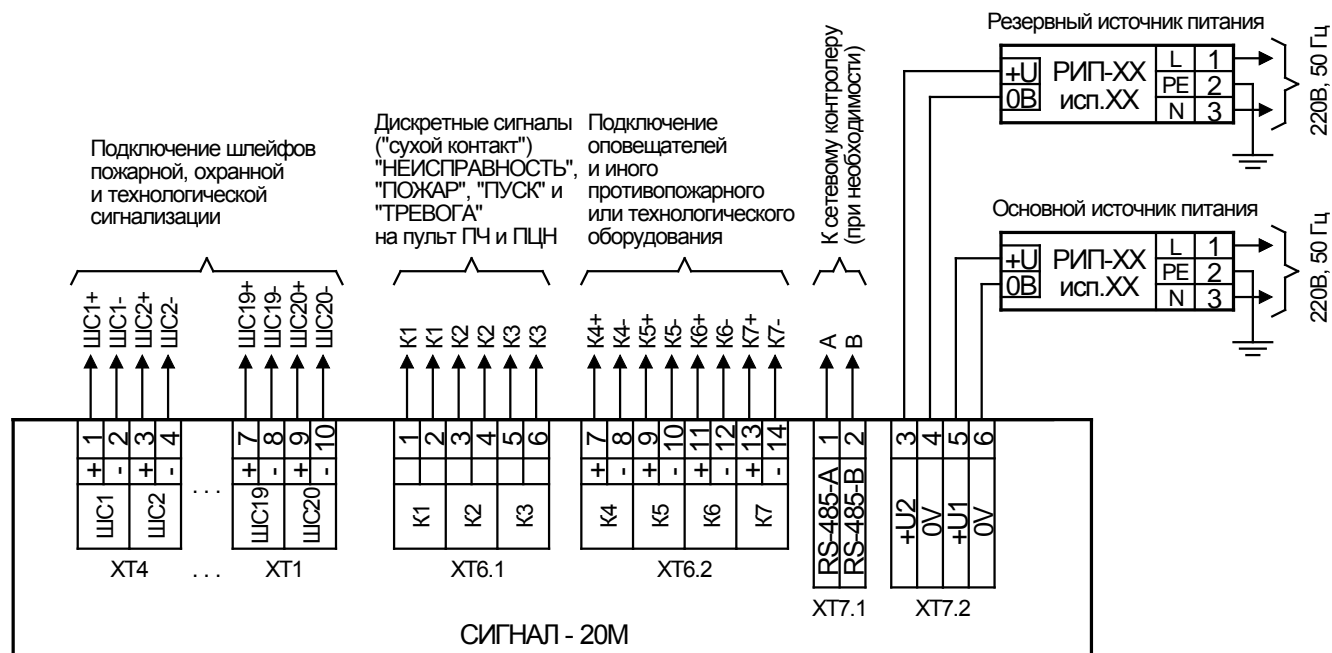 Резервный источник питания
+U
0В
РИП-ХХ
исп.ХХ
L
1
PE
2
N
3
220В, 50 Гц
Основной источник питания
+U
0В
РИП-ХХ
исп.ХХ
L
1
PE
2
N
3
220В, 50 Гц
Подключение шлейфов
пожарной, охранной
и технологической
сигнализации
Дискретные сигналы
("сухой контакт")
"НЕИСПРАВНОСТЬ",
"ПОЖАР", "ПУСК" и
"ТРЕВОГА"
на пульт ПЧ и ПЦН
Подключение
оповещателей
и иного
противопожарного
или технологического
оборудования
К сетевому контролеру
(при необходимости)
ШС1+
ШС1-
ШС2+
ШС2-
ШС19+
ШС19-
ШС20+
ШС20-
К1
К1
К2
К2
К3
К3
К4+
К4-
К5+
К5-
К6+
К6-
К7+
К7-
A
B
1
2
3
4
7
8
9
10
1
2
3
4
5
6
7
8
9
10
11
12
13
14
1
2
3
4
5
6
+
-
+
-
. . .
+
-
+
-
+
-
+
-
+
-
+
-
ШС1
ШС2
ШС19
ШС20
К1
К2
К3
К4
К5
К6
К7
RS-485-A
RS-485-B
+U2
0V
+U1
0V
XT4
. . .
XT1
XT6.1
XT6.2
XT7.1
XT7.2
СИГНАЛ - 20М